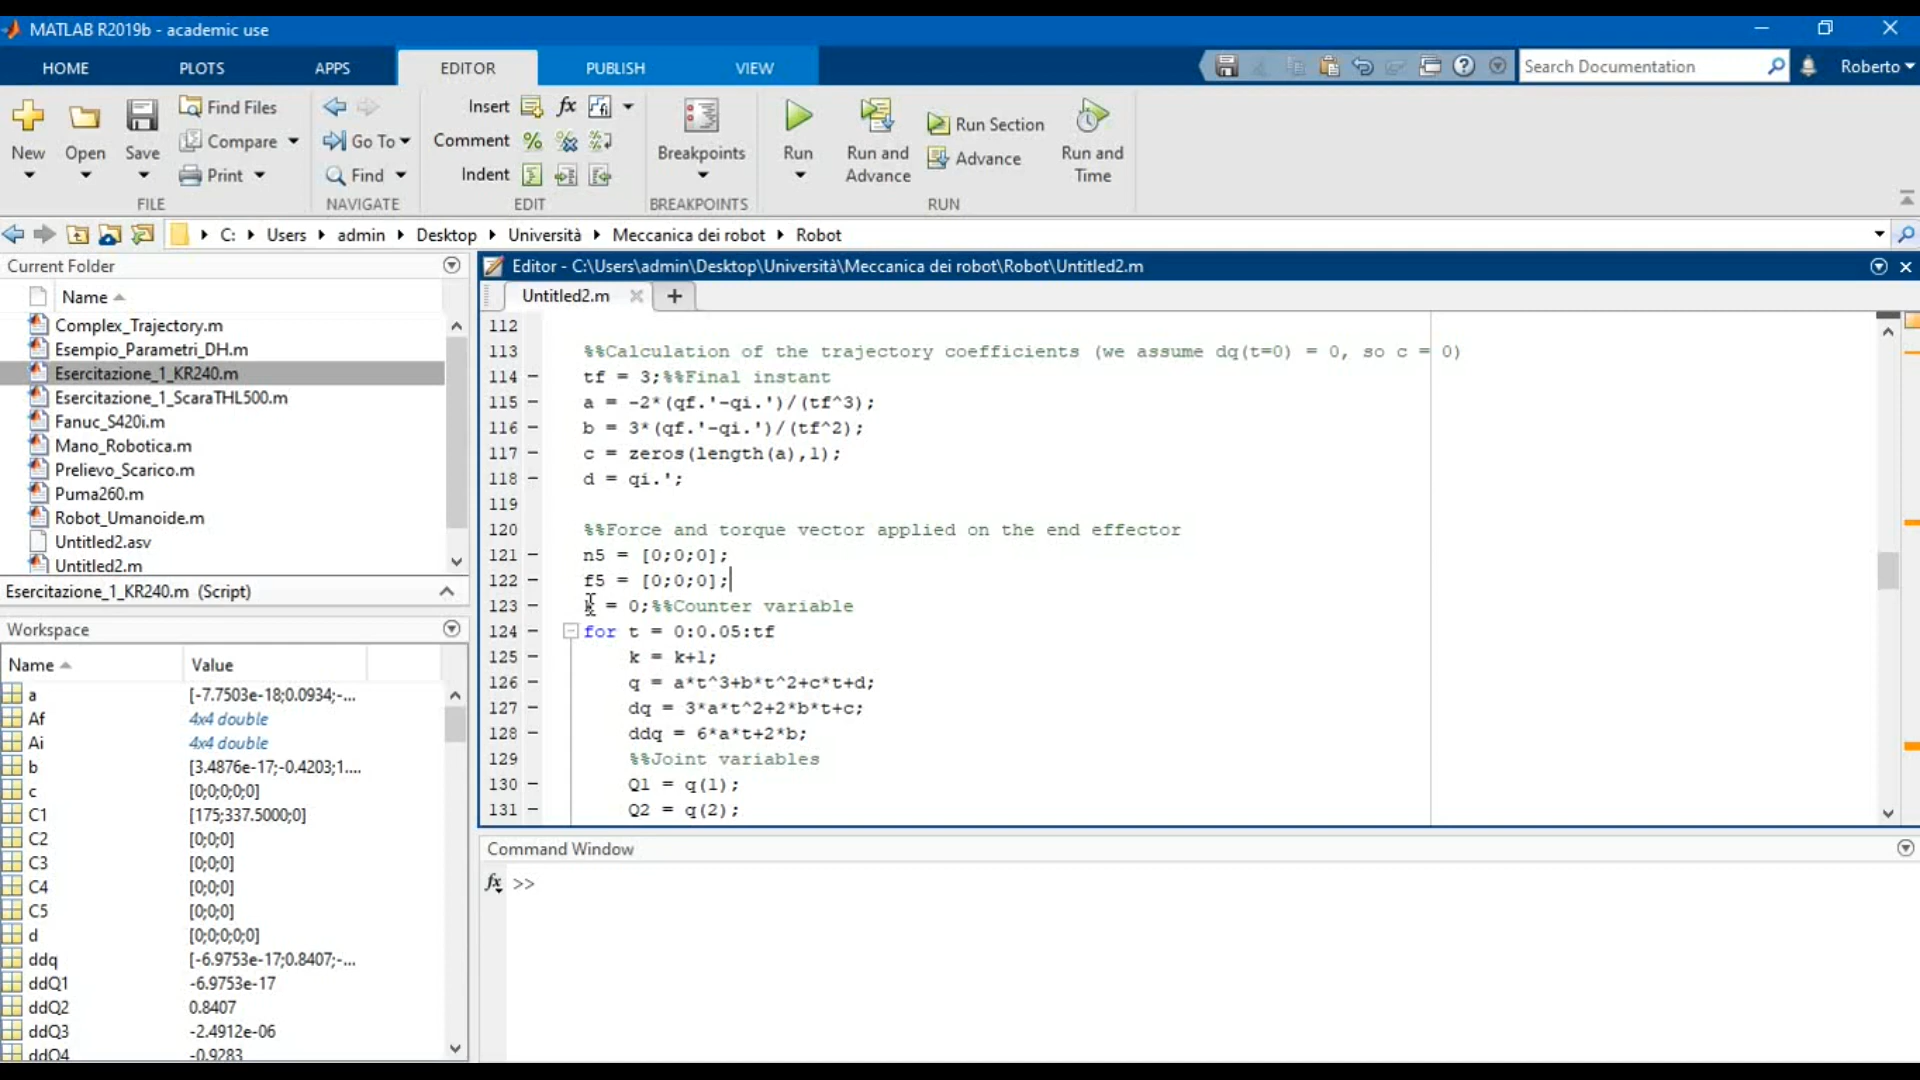 MATLAB R2019b - academic use
HOME PLOTS APPS EDITOR PUBLISH VIEW
Search Documentation
Roberto
New
Open
Save
Find Files
Compare
Print
FILE
Go To
Find
NAVIGATE
Insert
fx
Comment
Indent
EDIT
Breakpoints
BREAKPOINTS
Run
Run and Advance
Run Section
Advance
Run and Time
RUN
C: Users admin Desktop Università Meccanica dei robot Robot
Current Folder
Name
Complex_Trajectory.m
Esempio_Parametri_DH.m
Esercitazione_1_KR240.m
Esercitazione_1_ScaraTHL500.m
Fanuc_S420i.m
Mano_Robotica.m
Prelievo_Scarico.m
Puma260.m
Robot_Umanoide.m
Untitled2.asv
Untitled2.m
Esercitazione_1_KR240.m (Script)
Workspace
Name Value
a [-7.7503e-18;0.0934;-...
Af 4x4 double
Ai 4x4 double
b [3.4876e-17;-0.4203;1....
c [0;0;0;0;0]
C1 [175;337.5000;0]
C2 [0;0;0]
C3 [0;0;0]
C4 [0;0;0]
C5 [0;0;0]
d [0;0;0;0;0]
ddq [-6.9753e-17;0.8407;-...
ddQ1 -6.9753e-17
ddQ2 0.8407
ddQ3 -2.4912e-06
ddQ4 -0.9283
Editor - C:\Users\admin\Desktop\Università\Meccanica dei robot\Robot\Untitled2.m
Untitled2.m
112
113 %%Calculation of the trajectory coefficients (we assume dq(t=0) = 0, so c = 0)
114 - tf = 3;%%Final instant
115 - a = -2*(qf.'-qi.')/(tf^3);
116 - b = 3*(qf.'-qi.')/(tf^2);
117 - c = zeros(length(a),1);
118 - d = qi.';
119
120 %%Force and torque vector applied on the end effector
121 - n5 = [0;0;0];
122 - f5 = [0;0;0];
123 - k = 0;%%Counter variable
124 - for t = 0:0.05:tf
125 - k = k+1;
126 - q = a*t^3+b*t^2+c*t+d;
127 - dq = 3*a*t^2+2*b*t+c;
128 - ddq = 6*a*t+2*b;
129 %%Joint variables
130 - Q1 = q(1);
131 - Q2 = q(2);
Command Window
fx >>